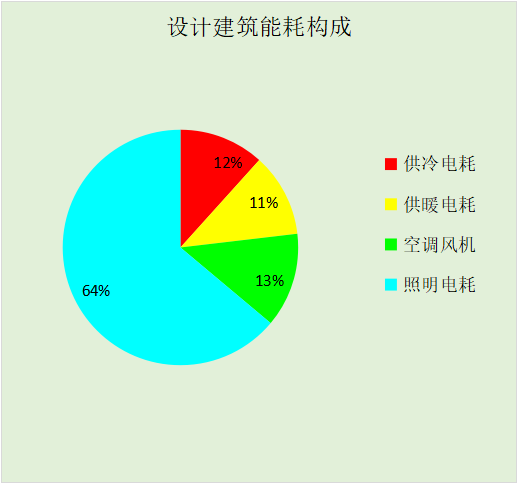 设计建筑能耗构成
12%
11%
13%
64%
供冷电耗
供暖电耗
空调风机
照明电耗